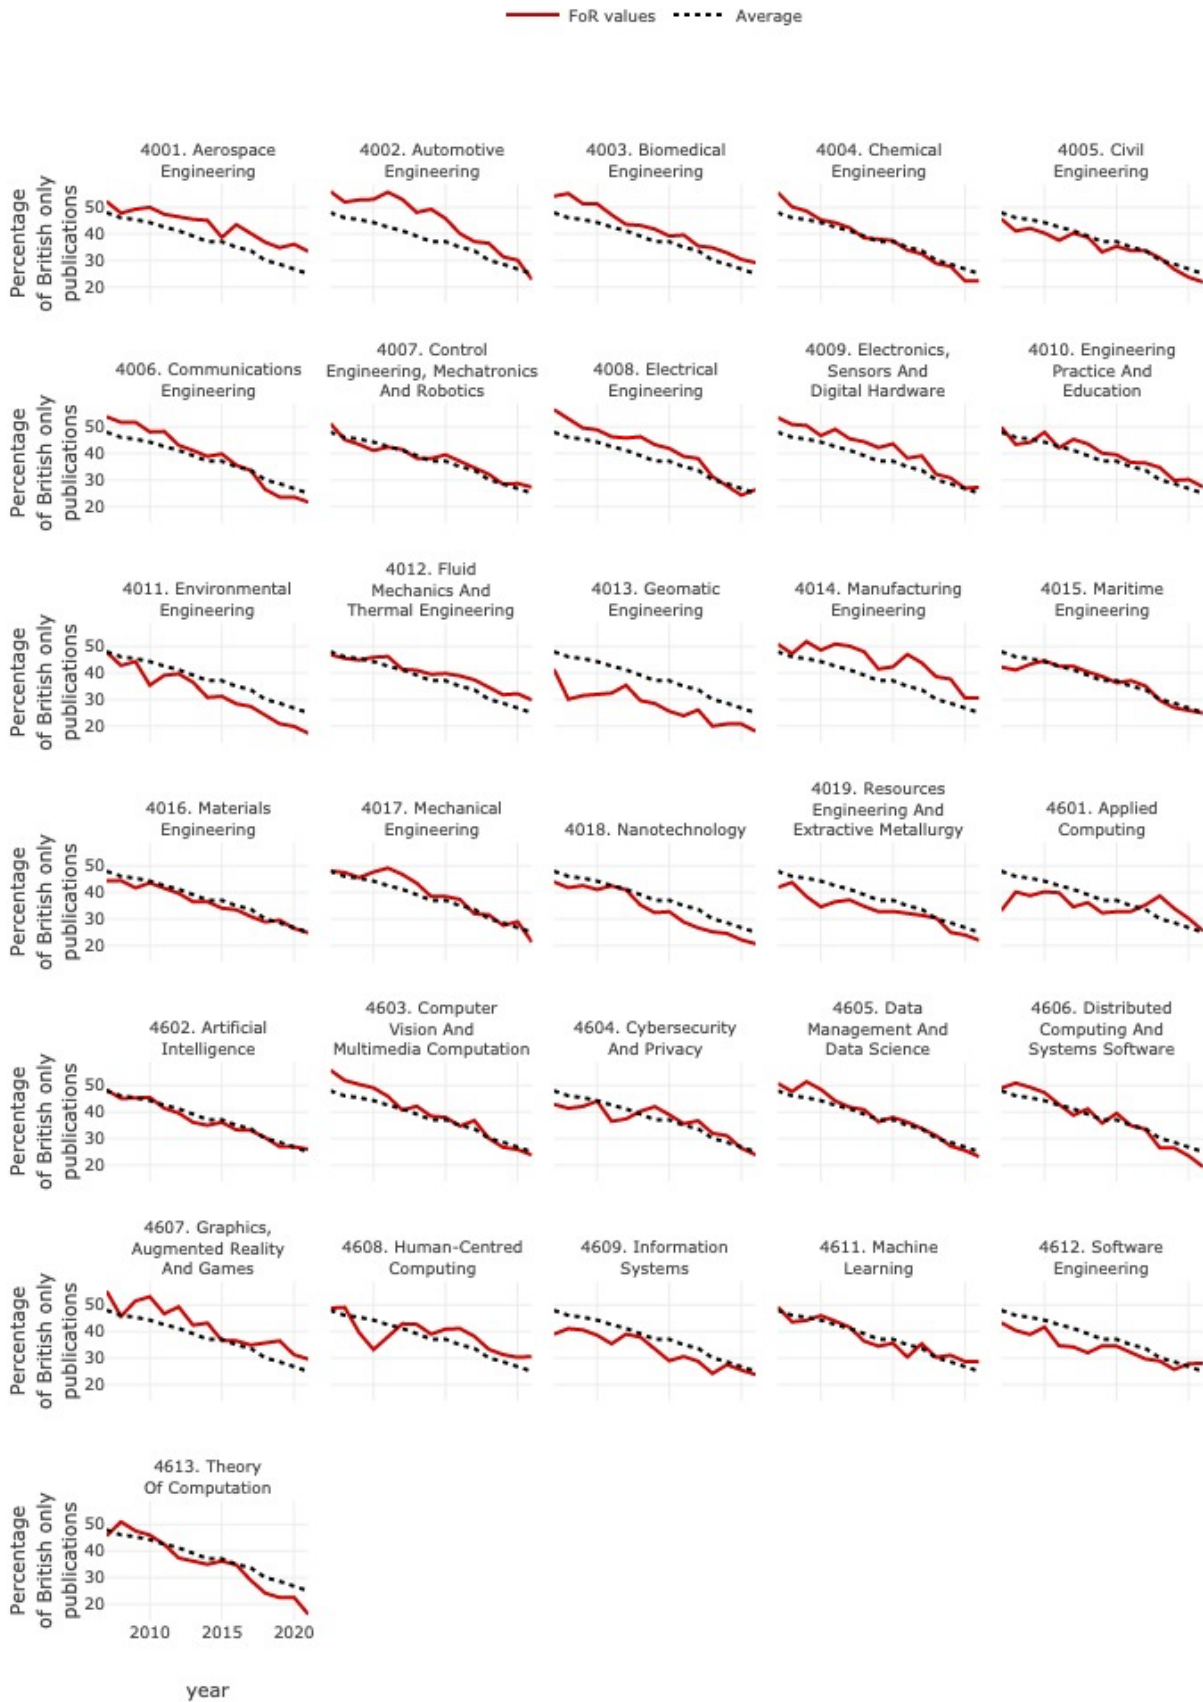 FoR values
Average
4001. Aerospace
Engineering
4002. Automotive
Engineering
4003. Biomedical
Engineering
4004. Chemical
Engineering
4005. Civil
Engineering
Percentage
of British only
publications
50
40
30
20
4006. Communications
Engineering
4007. Control
Engineering, Mechatronics
And Robotics
4008. Electrical
Engineering
4009. Electronics,
Sensors And
Digital Hardware
4010. Engineering
Practice And
Education
Percentage
of British only
publications
50
40
30
20
4011. Environmental
Engineering
4012. Fluid
Mechanics And
Thermal Engineering
4013. Geomatic
Engineering
4014. Manufacturing
Engineering
4015. Maritime
Engineering
Percentage
of British only
publications
50
40
30
20
4016. Materials
Engineering
4017. Mechanical
Engineering
4018. Nanotechnology
4019. Resources
Engineering And
Extractive Metallurgy
4601. Applied
Computing
Percentage
of British only
publications
50
40
30
20
4602. Artificial
Intelligence
4603. Computer
Vision And
Multimedia Computation
4604. Cybersecurity
And Privacy
4605. Data
Management And
Data Science
4606. Distributed
Computing And
Systems Software
Percentage
of British only
publications
50
40
30
20
4607. Graphics,
Augmented Reality
And Games
4608. Human-Centred
Computing
4609. Information
Systems
4611. Machine
Learning
4612. Software
Engineering
Percentage
of British only
publications
50
40
30
20
4613. Theory
Of Computation
Percentage
of British only
publications
50
40
30
20
2010
2015
2020
year